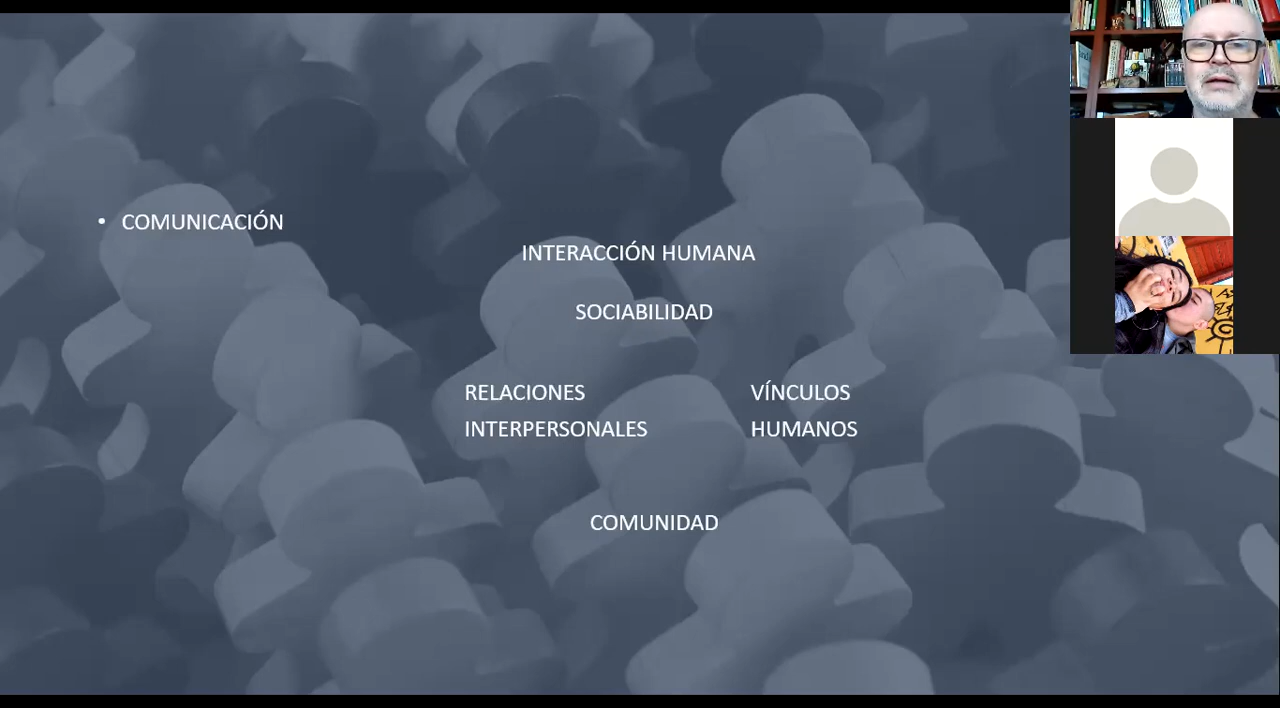 • COMUNICACIÓN
INTERACCIÓN HUMANA
SOCIABILIDAD
RELACIONES
INTERPERSONALES
VÍNCULOS
HUMANOS
COMUNIDAD